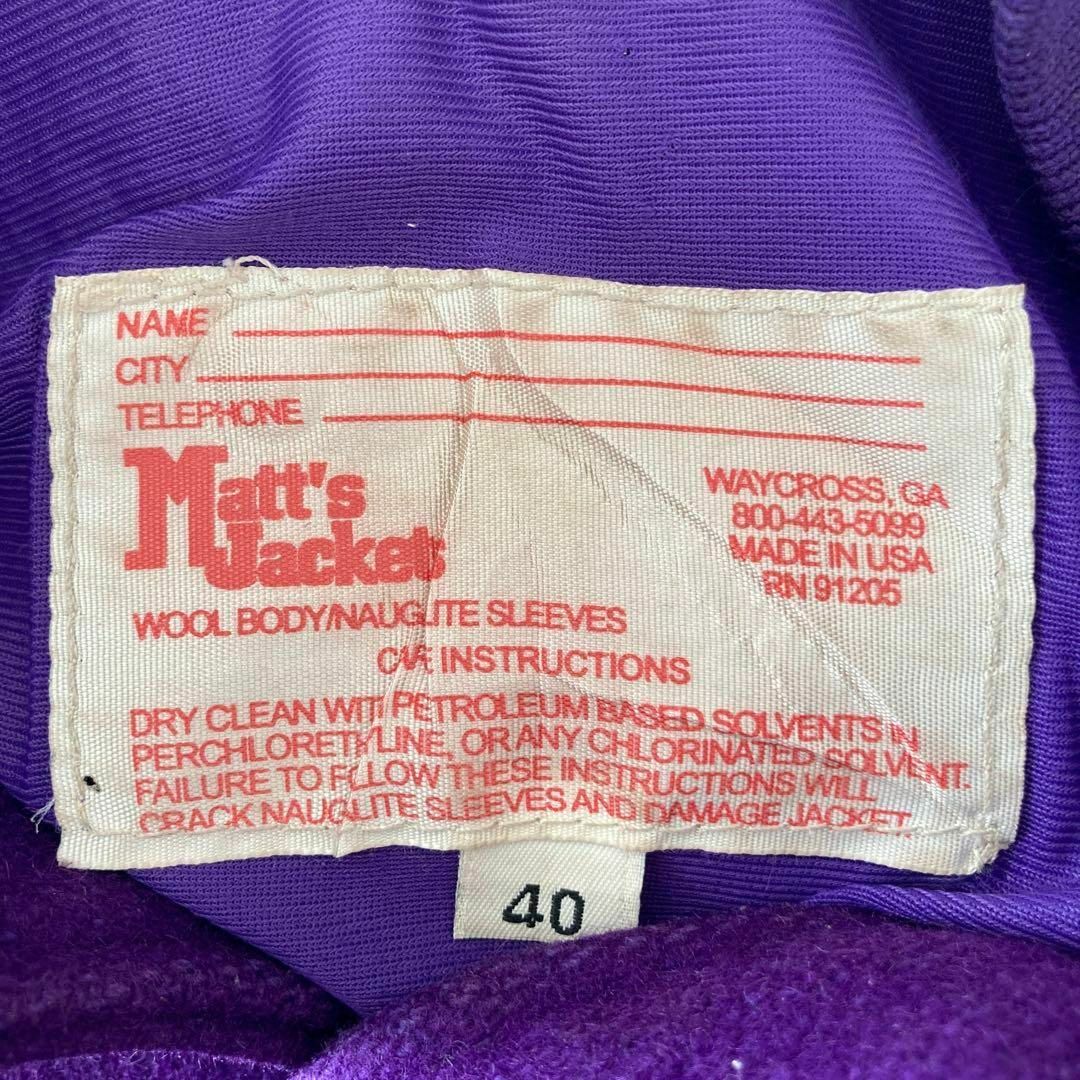 NAME
CITY
TELEPHONE
Matt's
Jackets
WAYCROSS, GA
800-443-5099
MADE IN USA
RN 91205
WOOL BODY/NAUGLITE SLEEVES
CARE INSTRUCTIONS
DRY CLEAN WITH PETROLEUM BASED SOLVENTS IN
PERCHLORETHYLINE, OR ANY CHLORINATED SOLVENT.
FAILURE TO FOLLOW THESE INSTRUCTIONS WILL
CRACK NAUGLITE SLEEVES AND DAMAGE JACKET.
40